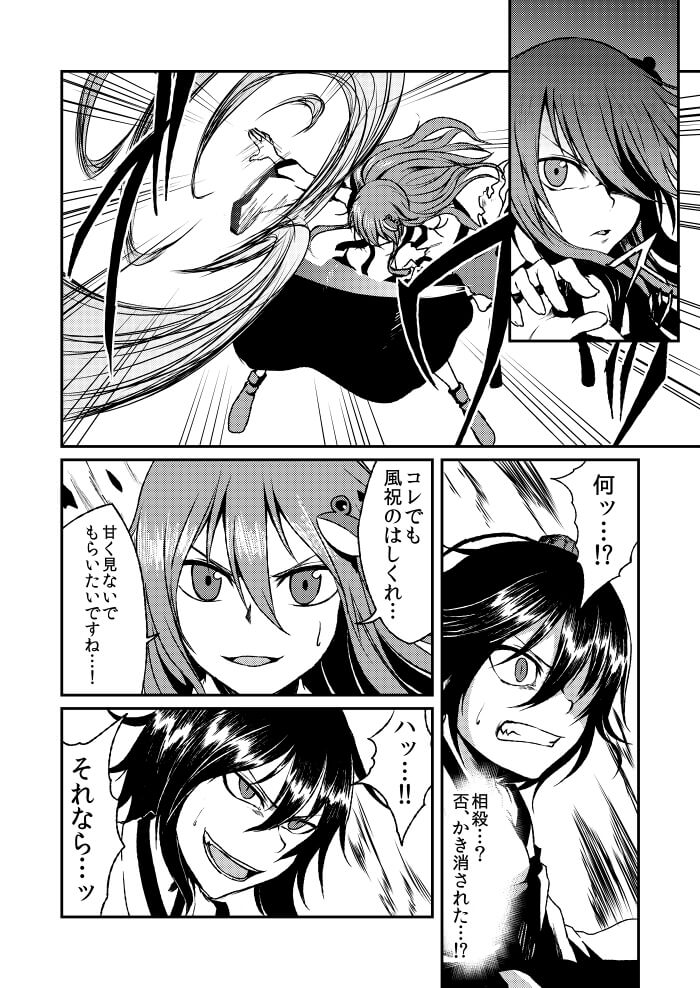 何ッ…!?
相殺…?
否、かき消された…!?
コレでも
風祝のはしくれ…
甘く見ないで
もらいたいですね…!
ハッ…!!
それなら…ッ